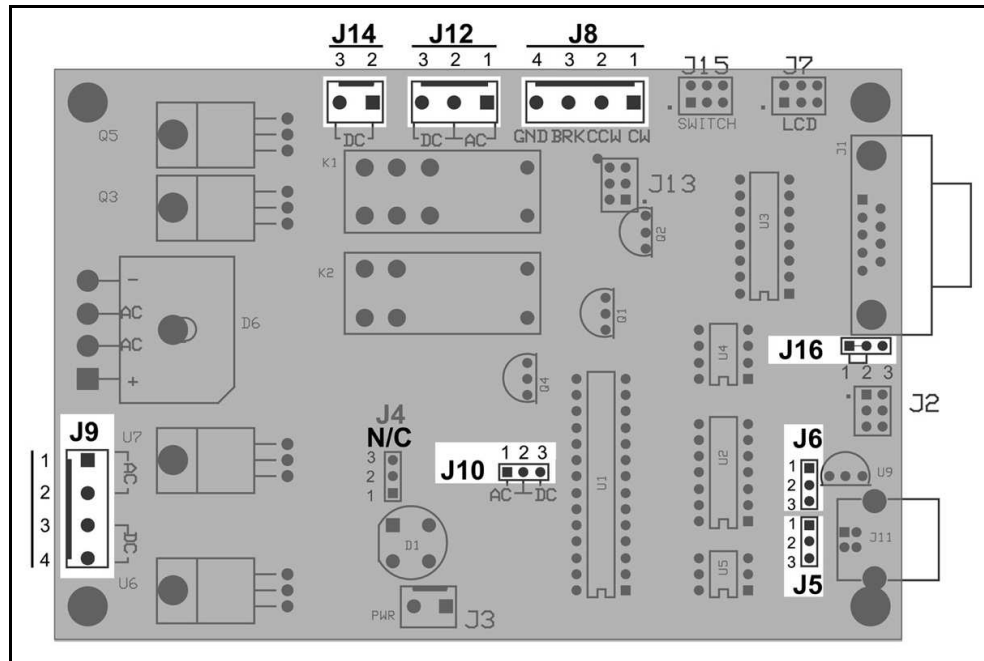 J14 J12 J8
3 2 3 2 1 4 3 2 1
J15 J7
SWITCH LCD
DC DC AC GND BRK CCW CW
Q5
K1
J13
J1
Q3
Q2
U3
K2
-
AC
AC
+
D6
Q1
U4
J16
1 2 3
Q4
J2
J9
1
2
3
4
AC
DC
U7
J4
N/C
3
2
1
J10
1 2 3
AC DC
U1
U2
J6
1
2
3
U9
D1
U5
1
2
3
J5
J11
U6
PWR
J3